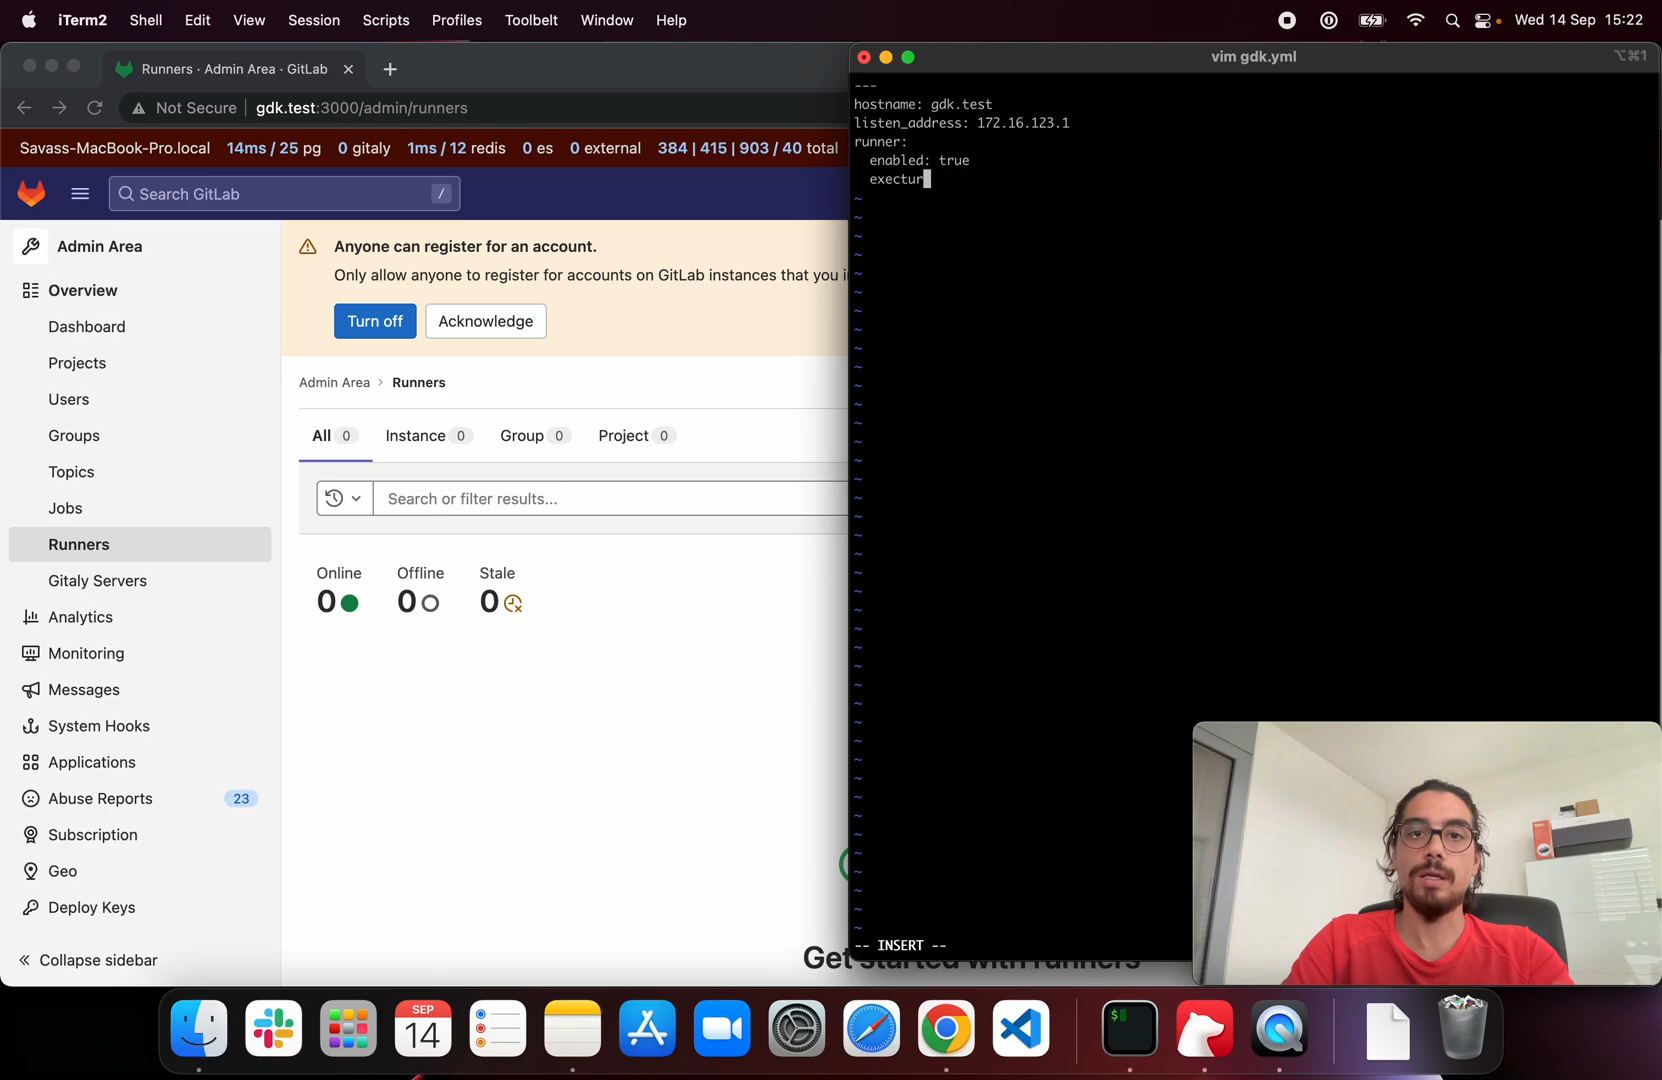 iTerm2 Shell Edit View Session Scripts Profiles Toolbelt Window Help Wed 14 Sep 15:22
Runners · Admin Area · GitLab
Not Secure gdk.test:3000/admin/runners
Savass-MacBook-Pro.local 14ms / 25 pg 0 gitaly 1ms / 12 redis 0 es 0 external 384 | 415 | 903 / 40 total
Search GitLab /
Admin Area
Overview
Dashboard
Projects
Users
Groups
Topics
Jobs
Runners
Gitaly Servers
Analytics
Monitoring
Messages
System Hooks
Applications
Abuse Reports 23
Subscription
Geo
Deploy Keys
Collapse sidebar
Anyone can register for an account.
Only allow anyone to register for accounts on GitLab instances that you i
Turn off Acknowledge
Admin Area > Runners
All 0 Instance 0 Group 0 Project 0
Search or filter results...
Online Offline Stale
0 0 0
Get started with runners
vim gdk.yml ⌥⌘1
---
hostname: gdk.test
listen_address: 172.16.123.1
runner:
enabled: true
exectur
-- INSERT --
SEP
14
$